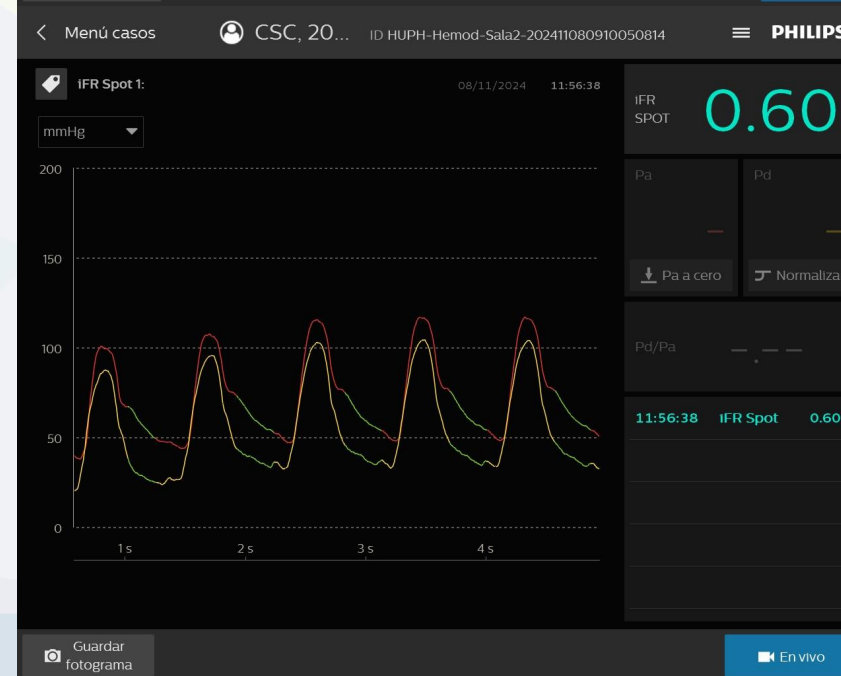 Menú casos
CSC, 20...
ID HUPH-Hemod-Sala2-202411080910050814
PHILIPS
iFR Spot 1:
08/11/2024 11:56:38
mmHg
iFR SPOT
0.60
Pa
Pd
Pa a cero
Normaliza
Pd/Pa
11:56:38 iFR Spot 0.60
200
150
100
50
0
1 s 2 s 3 s 4 s
Guardar
fotograma
En vivo